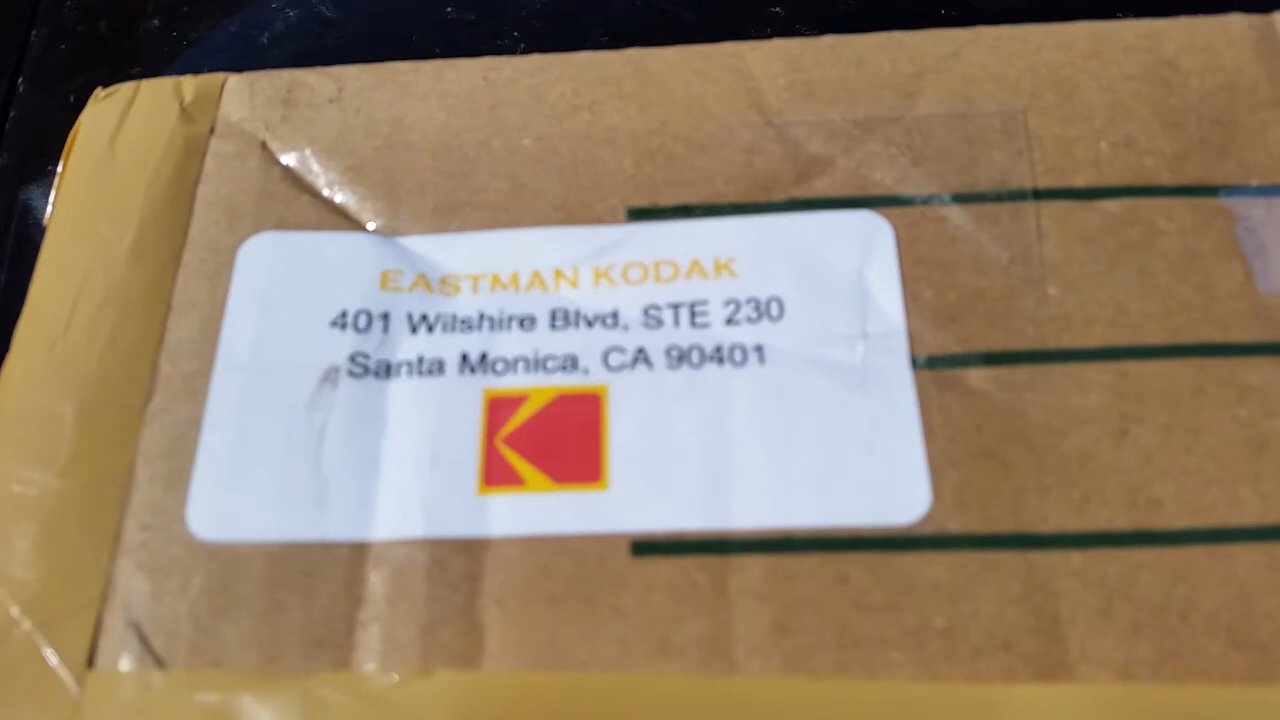 EASTMAN KODAK
401 Wilshire Blvd, STE 230
Santa Monica, CA 90401